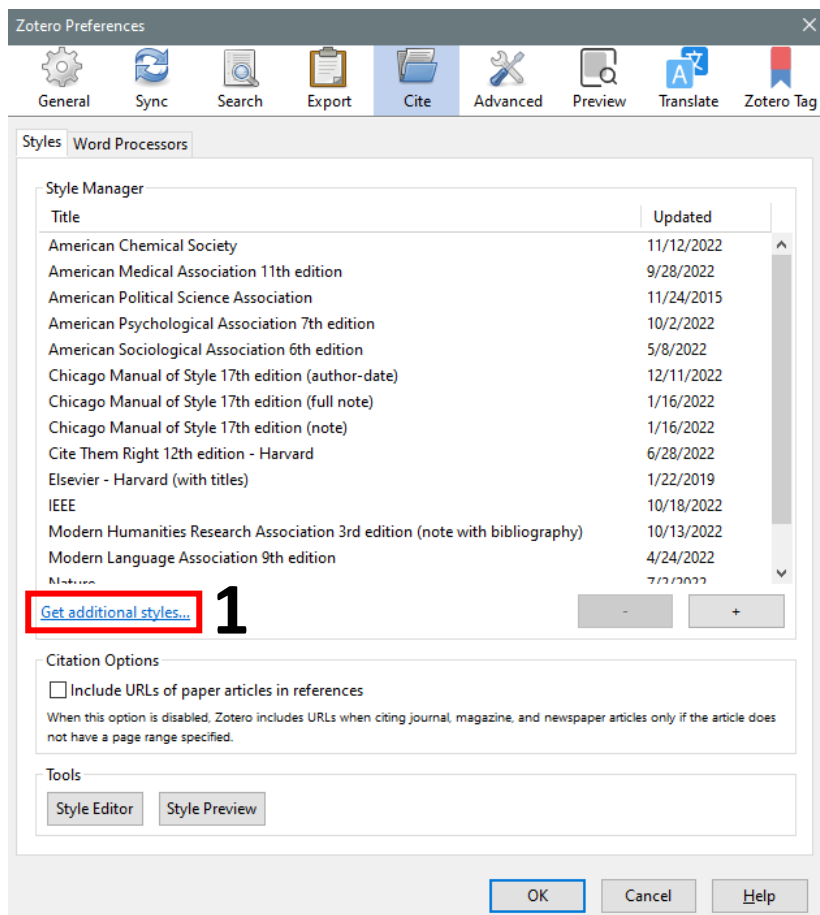 Zotero Preferences
General Sync Search Export Cite Advanced Preview Translate Zotero Tag
Styles Word Processors
Style Manager
Title Updated
American Chemical Society 11/12/2022
American Medical Association 11th edition 9/28/2022
American Political Science Association 11/24/2015
American Psychological Association 7th edition 10/2/2022
American Sociological Association 6th edition 5/8/2022
Chicago Manual of Style 17th edition (author-date) 12/11/2022
Chicago Manual of Style 17th edition (full note) 1/16/2022
Chicago Manual of Style 17th edition (note) 1/16/2022
Cite Them Right 12th edition - Harvard 6/28/2022
Elsevier - Harvard (with titles) 1/22/2019
IEEE 10/18/2022
Modern Humanities Research Association 3rd edition (note with bibliography) 10/13/2022
Modern Language Association 9th edition 4/24/2022
Nature 7/2/2022
Get additional styles... 1 - +
Citation Options
Include URLs of paper articles in references
When this option is disabled, Zotero includes URLs when citing journal, magazine, and newspaper articles only if the article does
not have a page range specified.
Tools
Style Editor Style Preview
OK Cancel Help